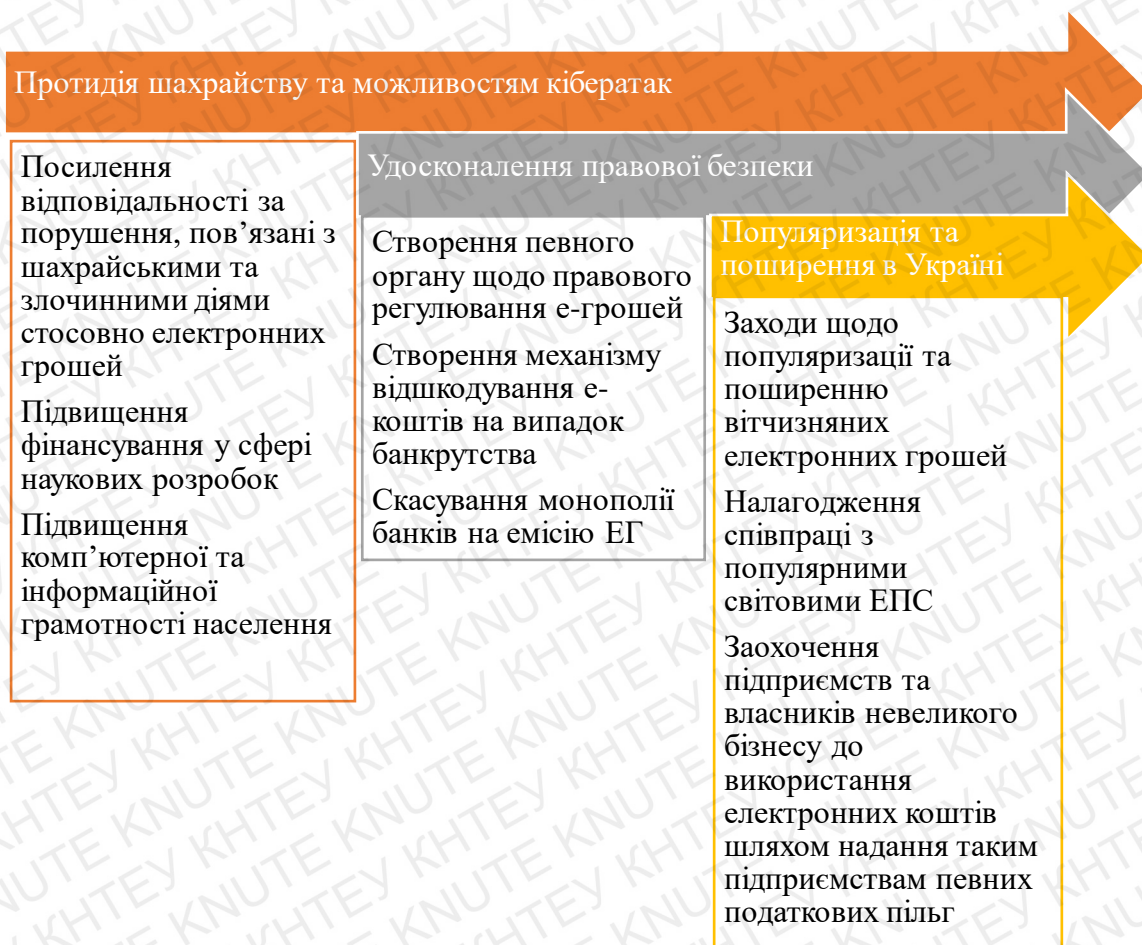 Протидія шахрайству та можливостям кібератак
Посилення
відповідальності за
порушення, пов’язані з
шахрайськими та
злочинними діями
стосовно електронних
грошей
Підвищення
фінансування у сфері
наукових розробок
Підвищення
комп’ютерної та
інформаційної
грамотності населення
Удосконалення правової безпеки
Створення певного
органу щодо правового
регулювання е-грошей
Створення механізму
відшкодування е-
коштів на випадок
банкрутства
Скасування монополії
банків на емісію ЕГ
Популяризація та
поширення в Україні
Заходи щодо
популяризації та
поширенню
вітчизняних
електронних грошей
Налагодження
співпраці з
популярними
світовими ЕПС
Заохочення
підприємств та
власників невеликого
бізнесу до
використання
електронних коштів
шляхом надання таким
підприємствам певних
податкових пільг